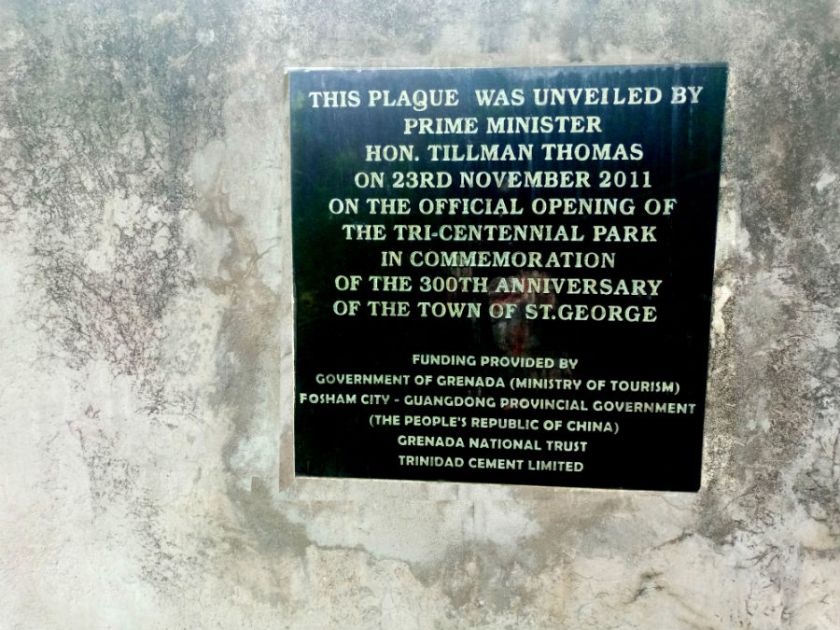 THIS PLAQUE WAS UNVEILED BY
PRIME MINISTER
HON. TILLMAN THOMAS
ON 23RD NOVEMBER 2011
ON THE OFFICIAL OPENING OF
THE TRI-CENTENNIAL PARK
IN COMMEMORATION
OF THE 300TH ANNIVERSARY
OF THE TOWN OF ST.GEORGE
FUNDING PROVIDED BY
GOVERNMENT OF GRENADA (MINISTRY OF TOURISM)
FOSHAM CITY - GUANGDONG PROVINCIAL GOVERNMENT
(THE PEOPLE'S REPUBLIC OF CHINA)
GRENADA NATIONAL TRUST
TRINIDAD CEMENT LIMITED